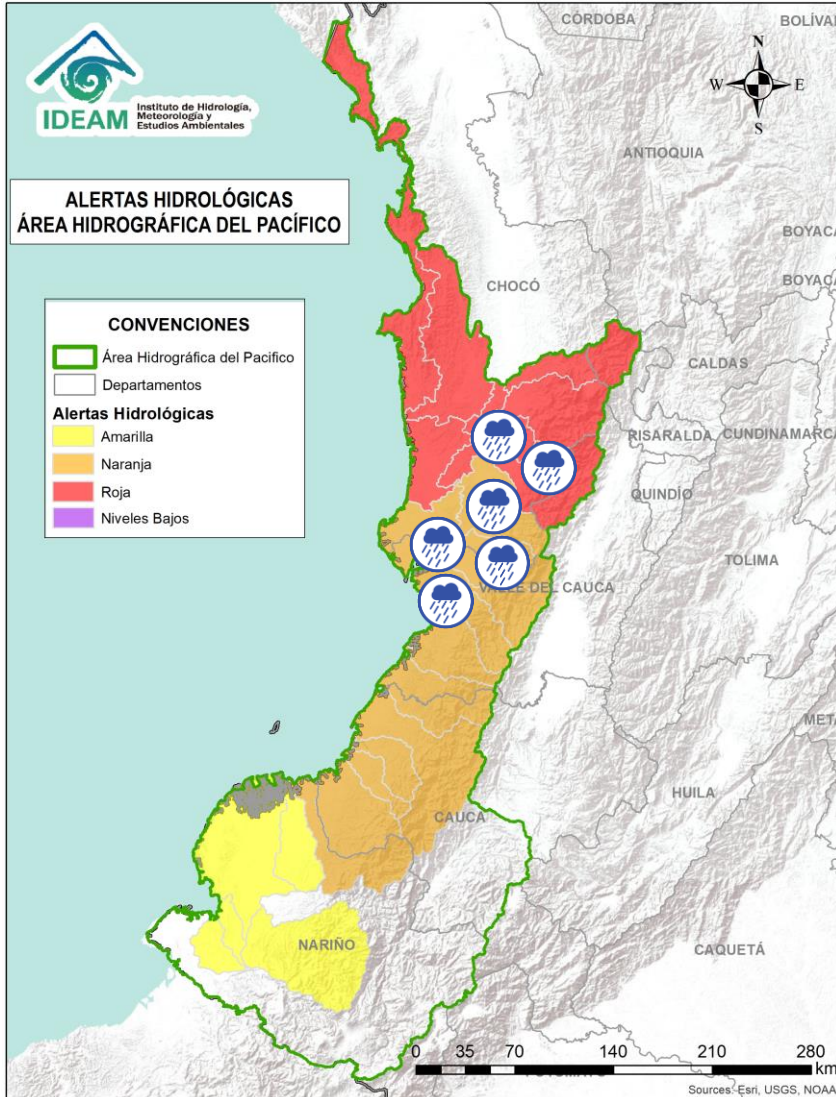 CÓRDOBA
BOLÍVA
IDEAM
Instituto de Hidrología,
Meteorología y
Estudios Ambientales
N
W
E
S
ANTIOQUIA
ALERTAS HIDROLÓGICAS
ÁREA HIDROGRÁFICA DEL PACÍFICO
BOYACÁ
BOYACÁ
CHOCÓ
CONVENCIONES
Área Hidrográfica del Pacifico
Departamentos
Alertas Hidrológicas
Amarilla
Naranja
Roja
Niveles Bajos
CALDAS
RISARALDA
CUNDINAMARCA
QUINDÍO
TOLIMA
VALLE DEL CAUCA
META
HUILA
CAUCA
NARIÑO
CAQUETÁ
0 35 70 140 210 280
km
Sources: Esri, USGS, NOAA